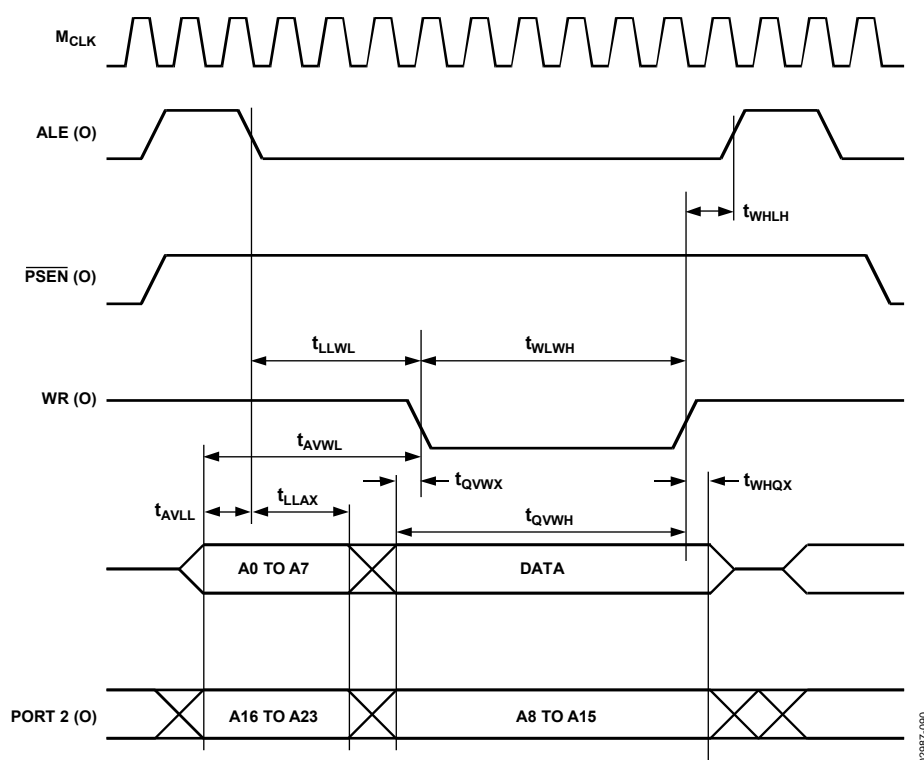 MCLK
ALE (O)
tWHLH
PSEN (O)
tLLWL
tWLWH
WR (O)
tAVWL
tQVWX
tWHQX
tAVLL
tLLAX
tQVWH
A0 TO A7
DATA
PORT 2 (O)
A16 TO A23
A8 TO A15